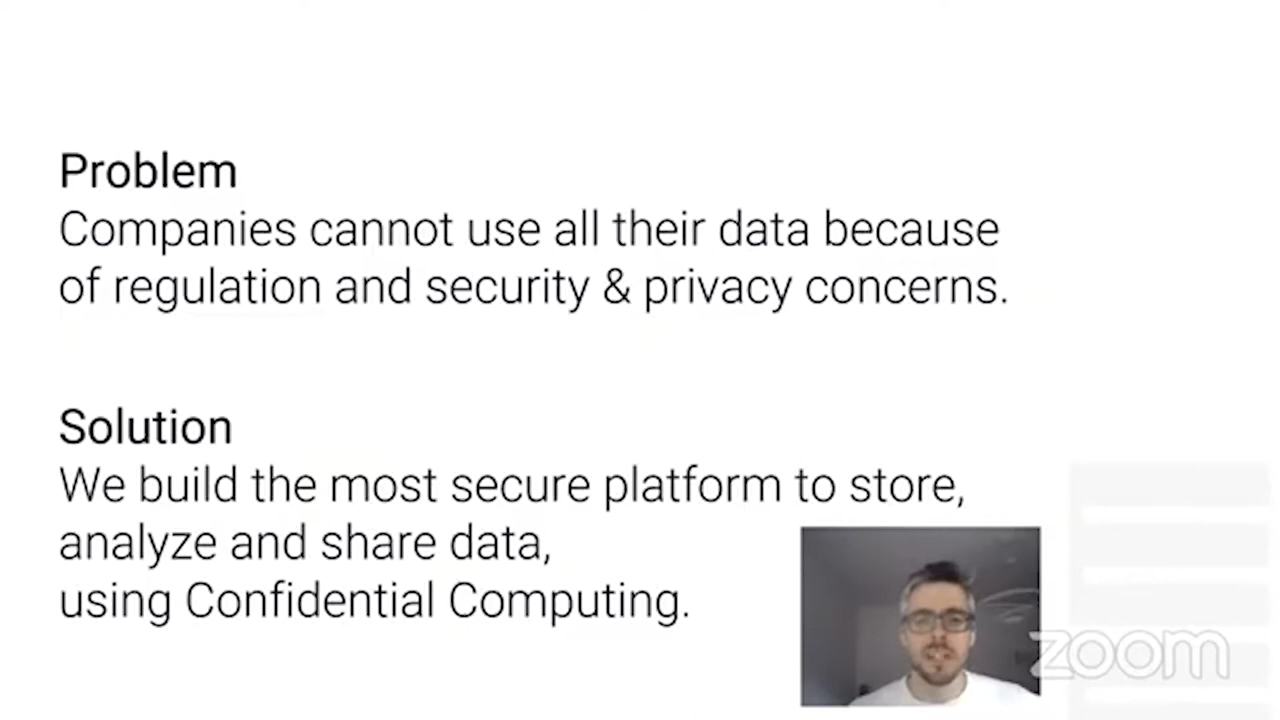 Problem
Companies cannot use all their data because
of regulation and security & privacy concerns.
Solution
We build the most secure platform to store,
analyze and share data,
using Confidential Computing.
zoom